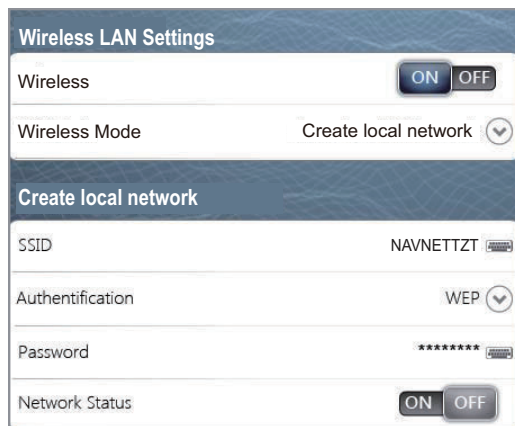 Wireless LAN Settings
Wireless ON OFF
Wireless Mode Create local network
Create local network
SSID NAVNETTZT
Authentification WEP
Password ********
Network Status ON OFF